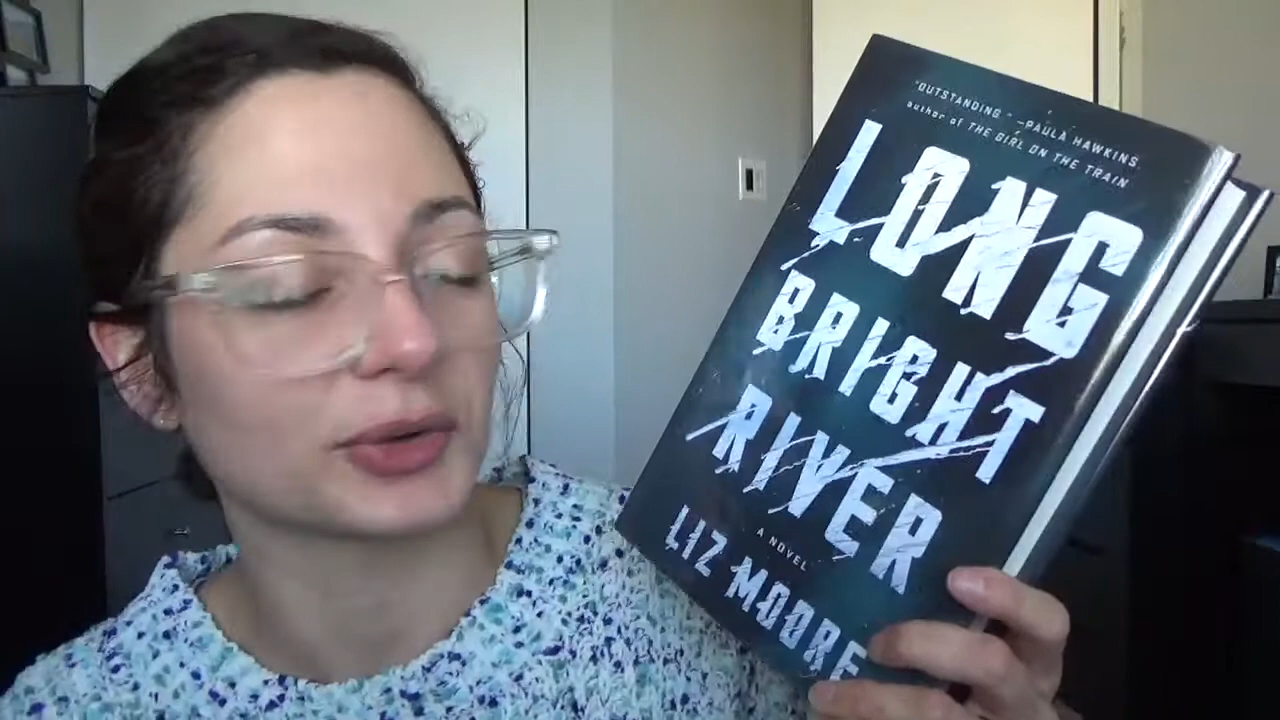 "OUTSTANDING." —PAULA HAWKINS,
author of THE GIRL ON THE TRAIN
LONG
BRIGHT
RIVER
A NOVEL
LIZ MOORE